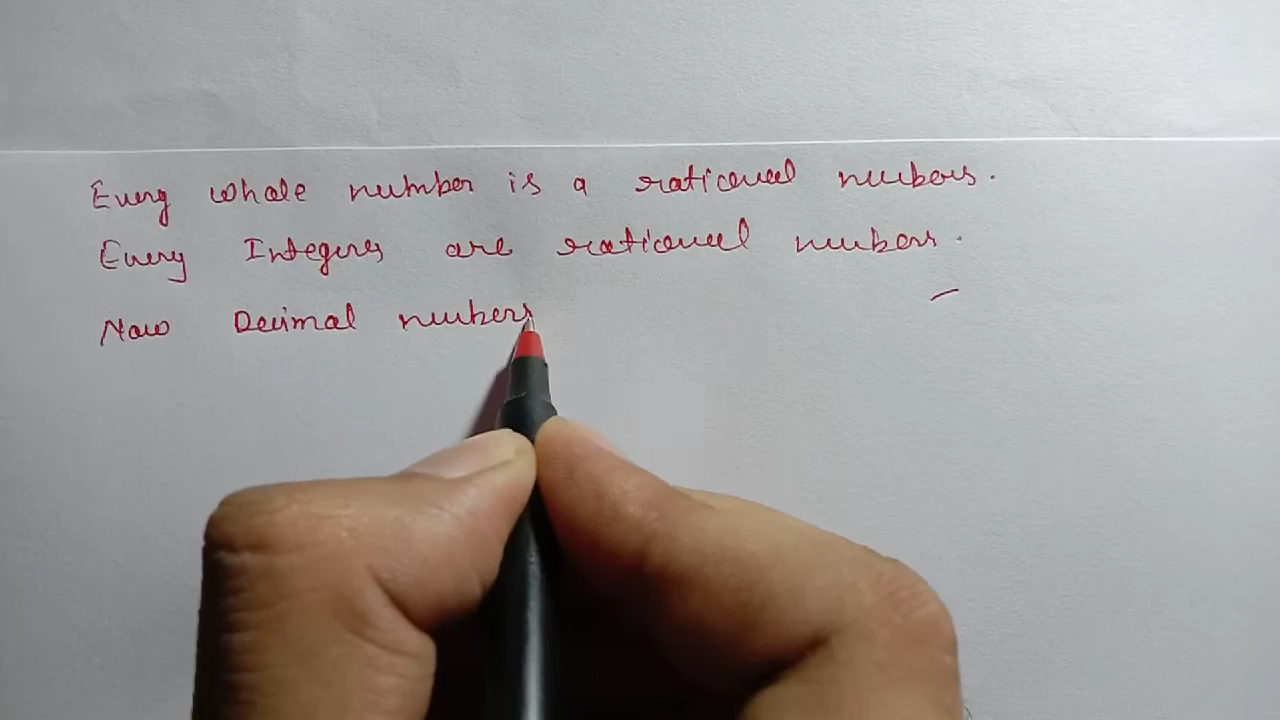 Every whole number is a rational numbers.
Every Integers are rational numbers.
Now Decimal numbers